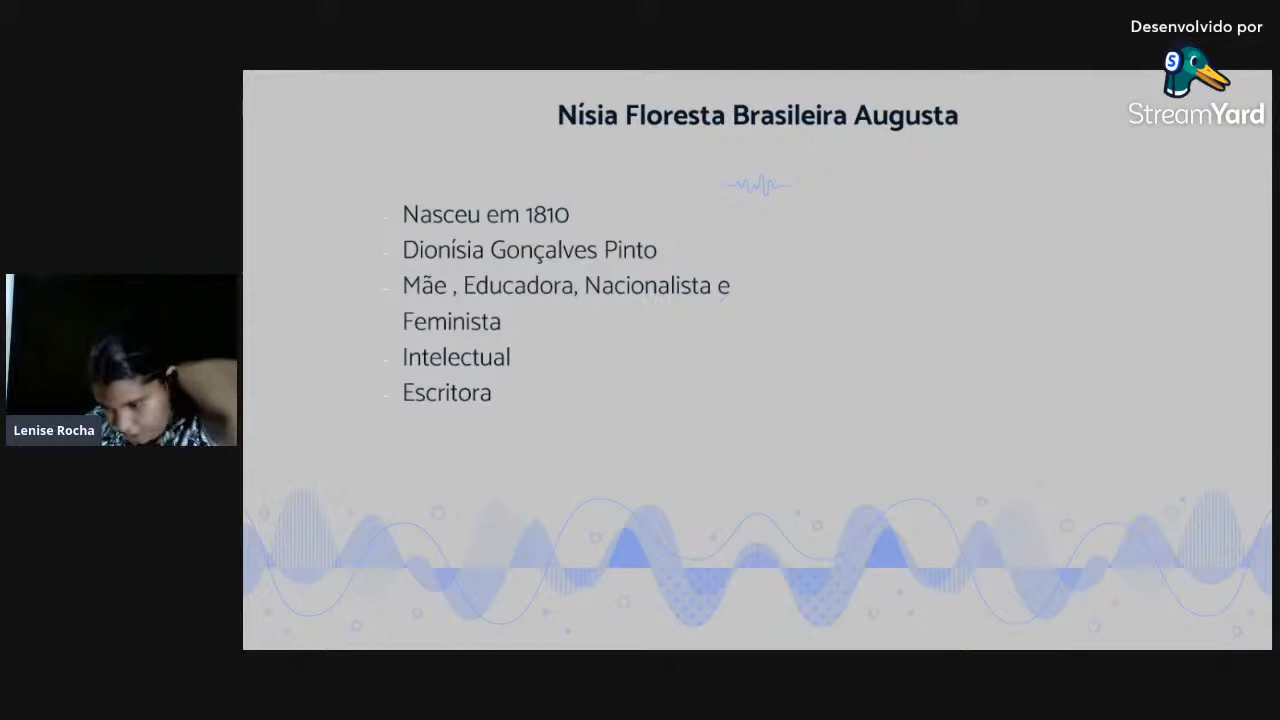 Desenvolvido por
StreamYard
Nísia Floresta Brasileira Augusta
- Nasceu em 1810
- Dionísia Gonçalves Pinto
- Mãe , Educadora, Nacionalista e
Feminista
- Intelectual
- Escritora
Lenise Rocha